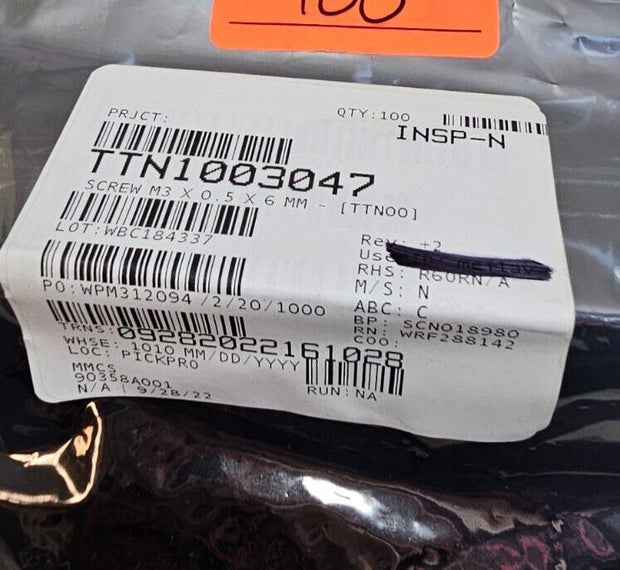 100
PRJCT:
QTY:100
INSP-N
TTN1003047
SCREW M3 X 0.5 X 6 MM - [TTN00]
LOT:WBC184337
Rev: +2
User
RHS: R6ORN/A
M/S: N
PO:WPM312094 /2/20/1000
ABC: C
BP: SCN018980
RN: WRF288142
COO:
TRNS:09282022161028
WHSE: 1010 MM/DD/YYYY
LOC: PICKPRO
MMCS
90358A001
N/A | 9/28/22
RUN:NA